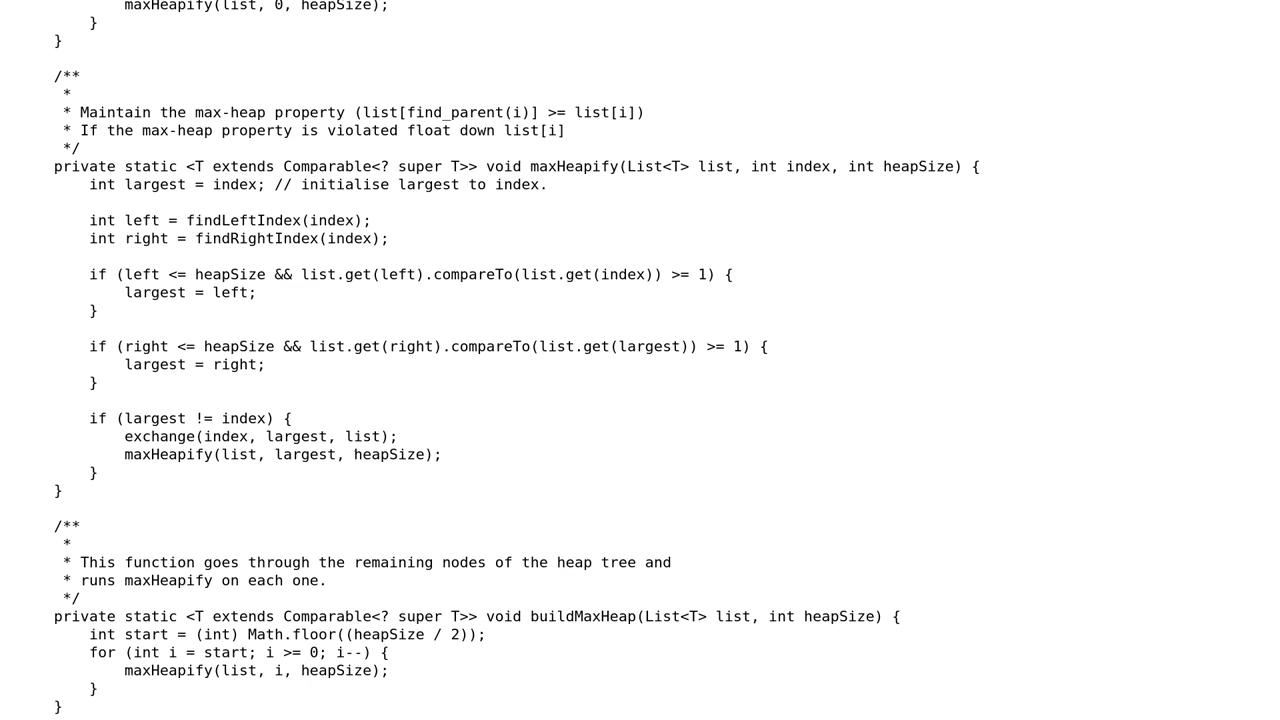 maxHeapify(list, 0, heapSize);
    }
}

/**
 *
 * Maintain the max-heap property (list[find_parent(i)] >= list[i])
 * If the max-heap property is violated float down list[i]
 */
private static <T extends Comparable<? super T>> void maxHeapify(List<T> list, int index, int heapSize) {
    int largest = index; // initialise largest to index.

    int left = findLeftIndex(index);
    int right = findRightIndex(index);

    if (left <= heapSize && list.get(left).compareTo(list.get(index)) >= 1) {
        largest = left;
    }

    if (right <= heapSize && list.get(right).compareTo(list.get(largest)) >= 1) {
        largest = right;
    }

    if (largest != index) {
        exchange(index, largest, list);
        maxHeapify(list, largest, heapSize);
    }
}

/**
 *
 * This function goes through the remaining nodes of the heap tree and
 * runs maxHeapify on each one.
 */
private static <T extends Comparable<? super T>> void buildMaxHeap(List<T> list, int heapSize) {
    int start = (int) Math.floor((heapSize / 2));
    for (int i = start; i >= 0; i--) {
        maxHeapify(list, i, heapSize);
    }
}